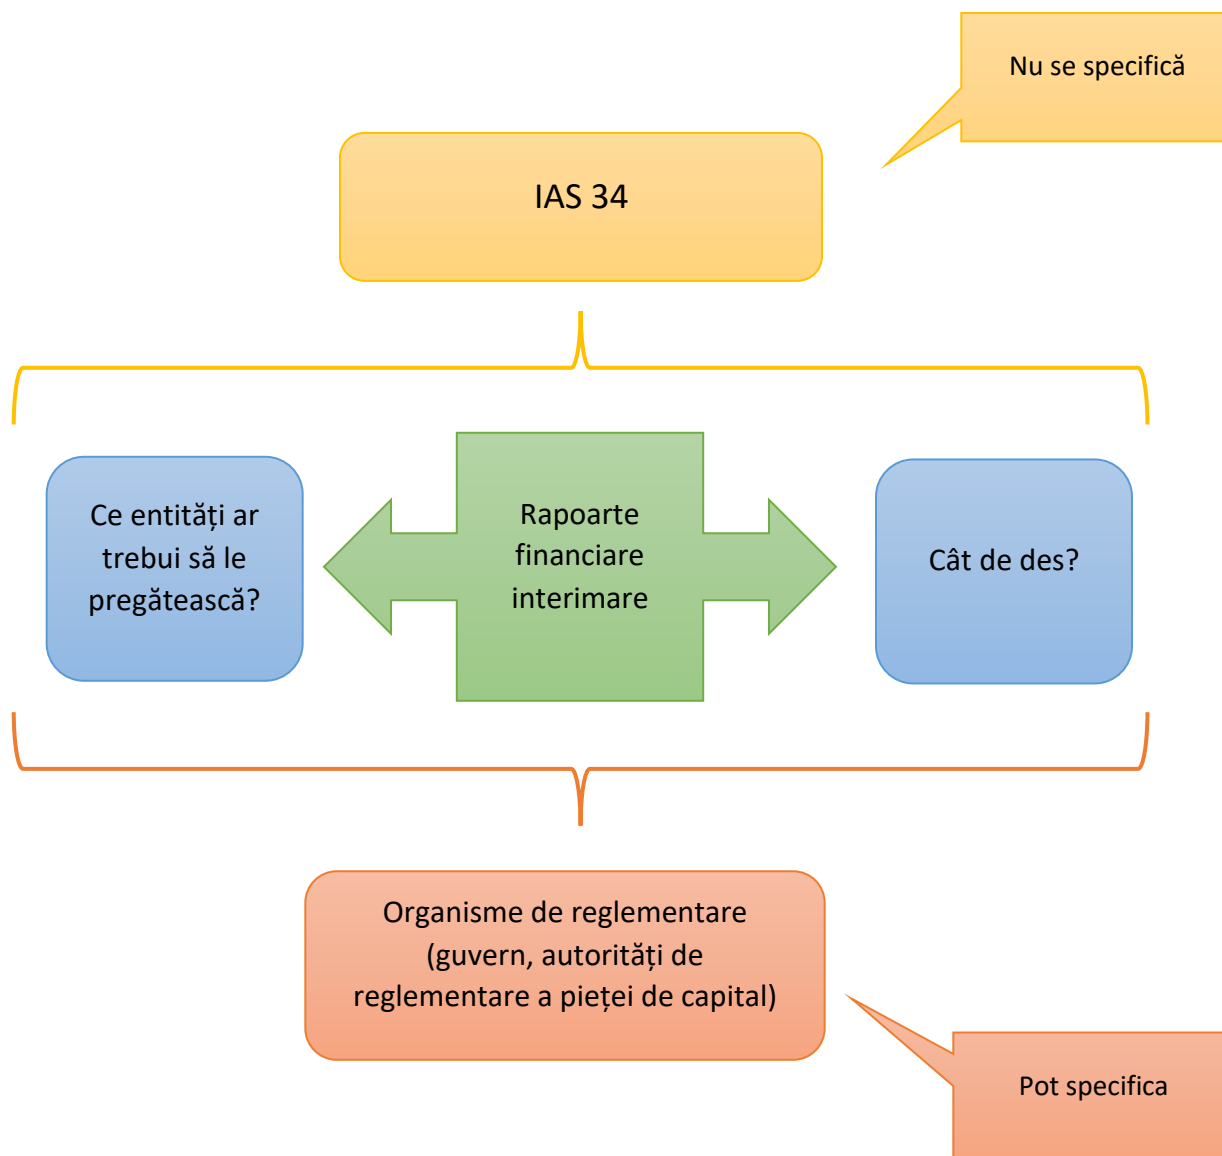 Nu se specifică
IAS 34
Ce entități ar
trebui să le
pregătească?
Rapoarte
financiare
interimare
Cât de des?
Organisme de reglementare
(guvern, autorități de
reglementare a pieței de capital)
Pot specifica